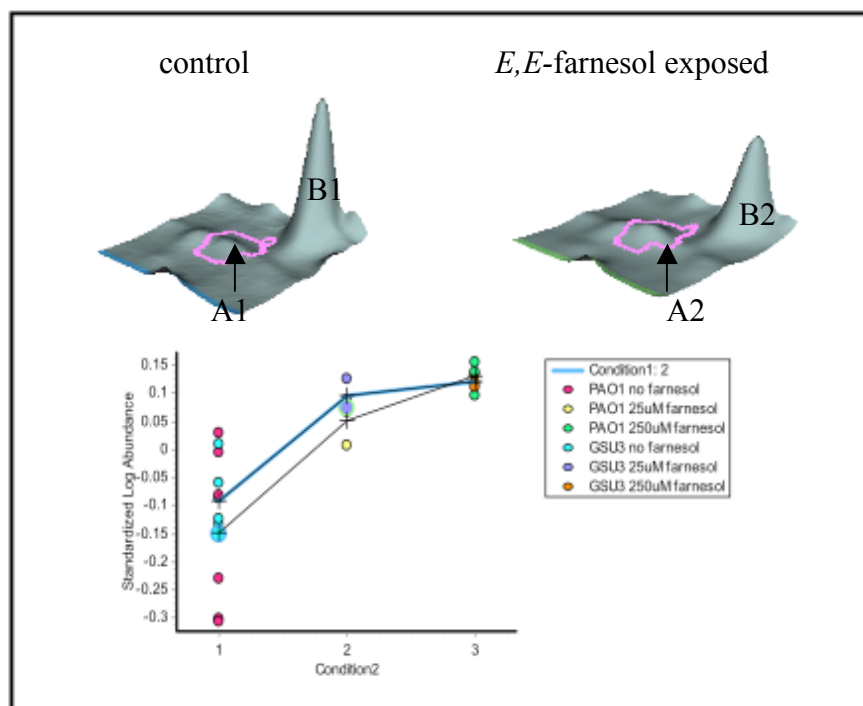 control
E,E-farnesol exposed
B1
B2
A1
A2
Standardized Log Abundance
0.15
0.1
0.05
0
-0.05
-0.1
-0.15
-0.2
-0.25
-0.3
1
2
3
Condition2
Condition1: 2
PAO1 no farnesol
PAO1 25uM farnesol
PAO1 250uM farnesol
GSU3 no farnesol
GSU3 25uM farnesol
GSU3 250uM farnesol